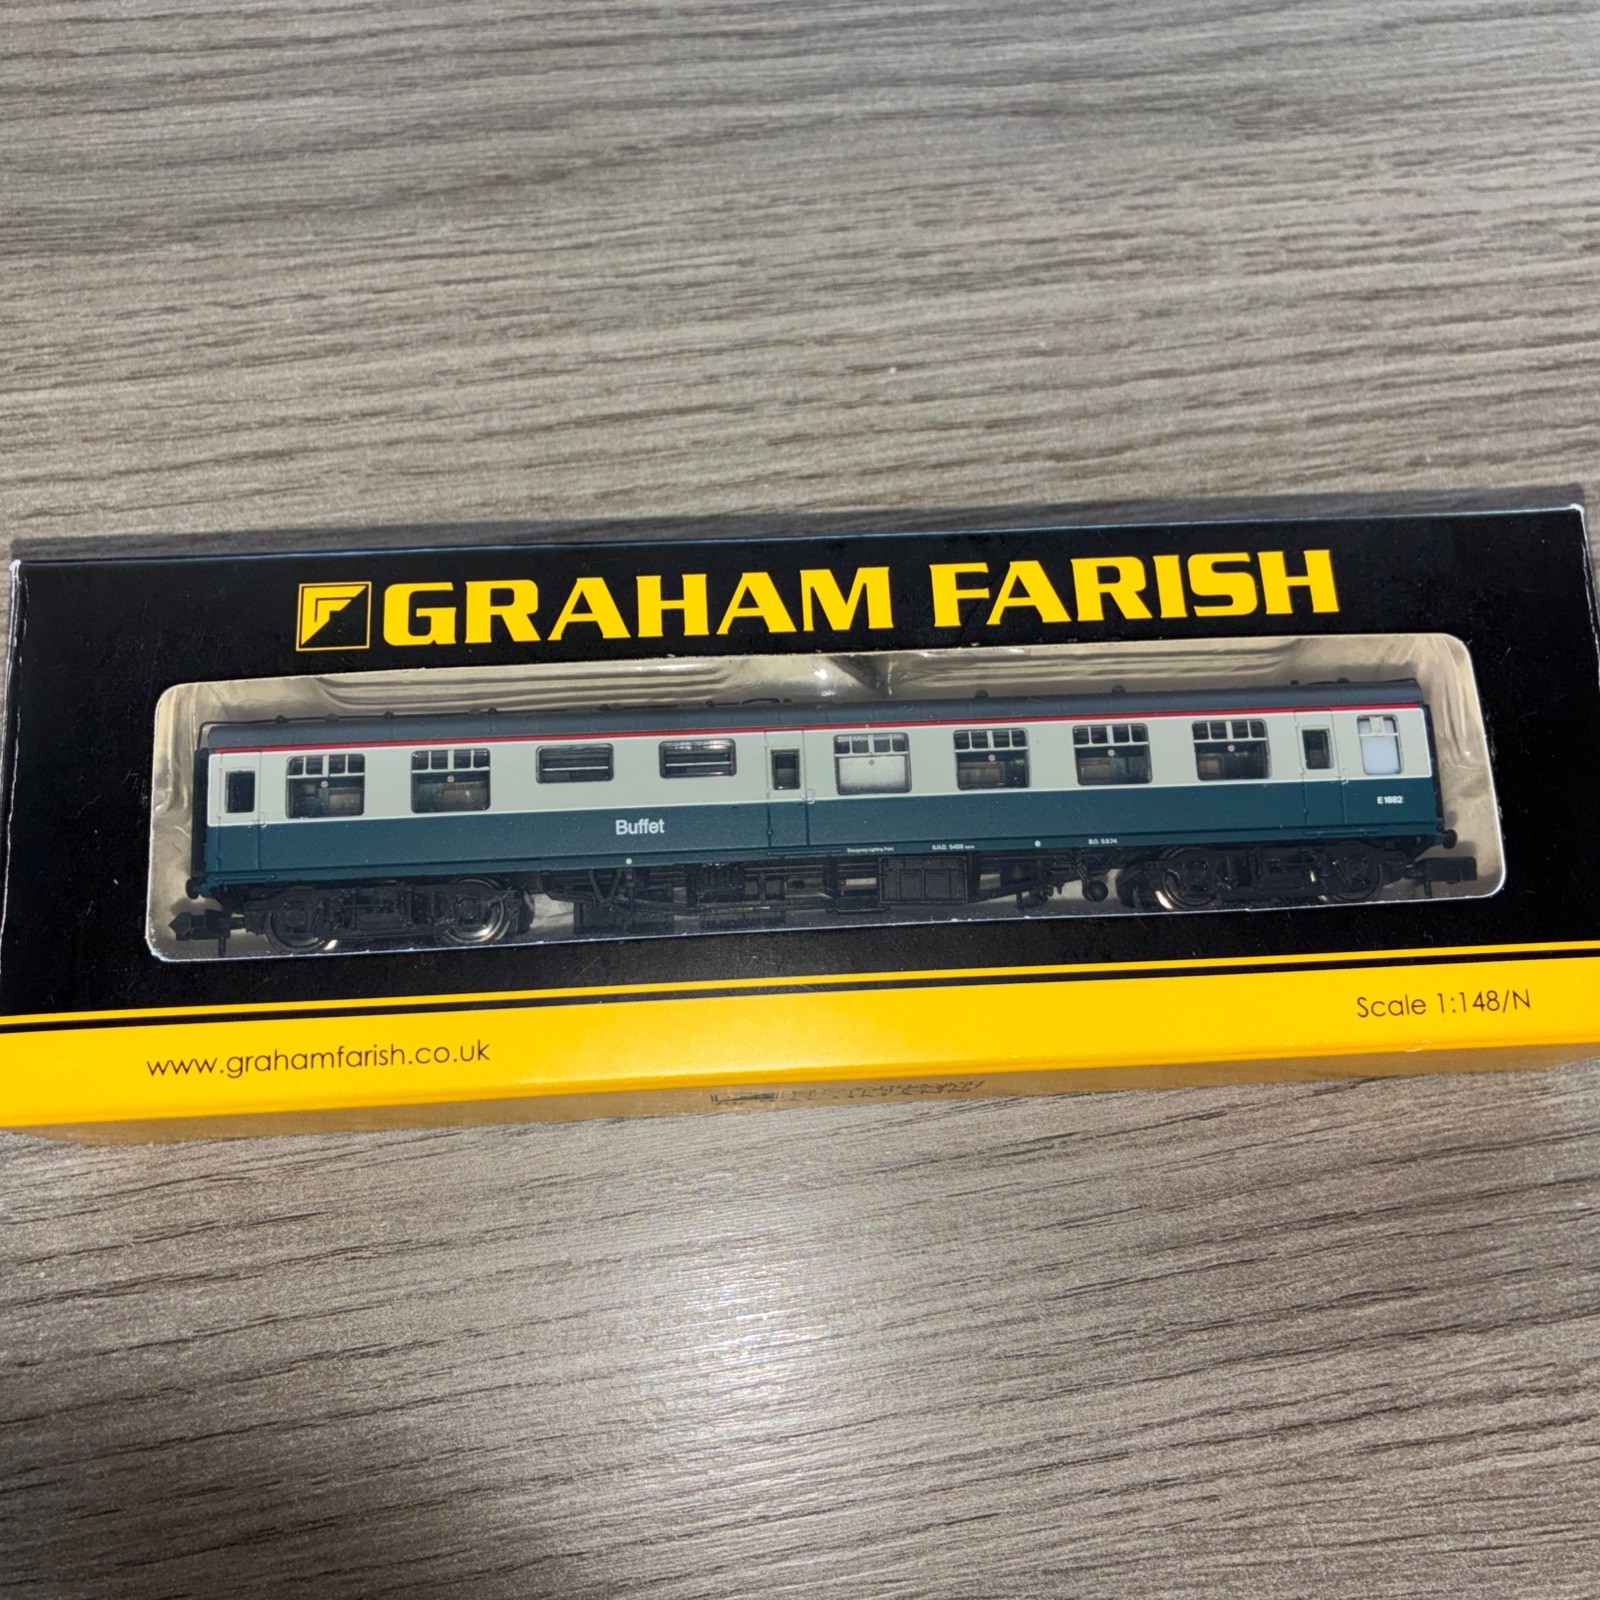 GRAHAM FARISH
Buffet
E1882
www.grahamfarish.co.uk
Scale 1:148/N